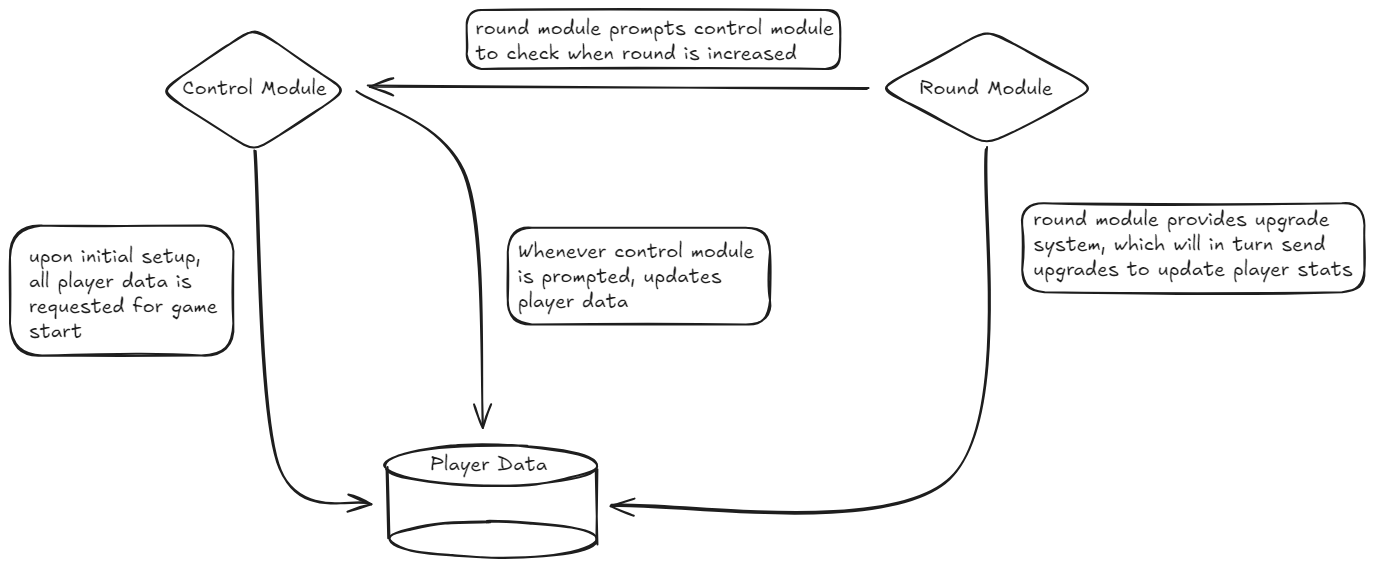 round module prompts control module
to check when round is increased
Control Module
Round Module
round module provides upgrade
system, which will in turn send
upgrades to update player stats
upon initial setup,
all player data is
requested for game
start
Whenever control module
is prompted, updates
player data
Player Data